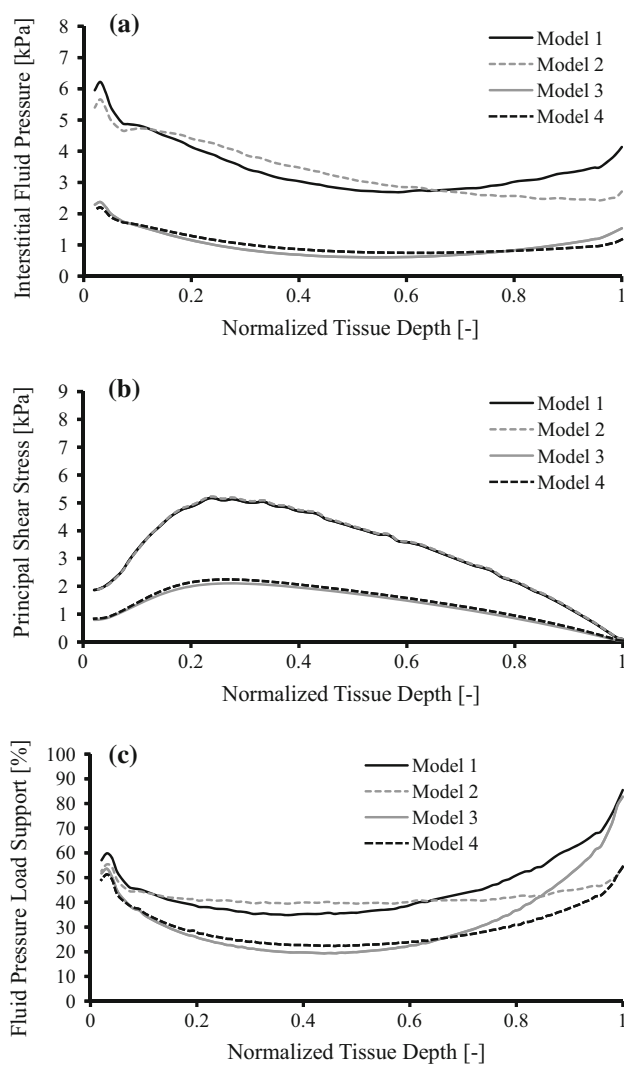 (a)
Interstitial Fluid Pressure [kPa]
8
7
6
5
4
3
2
1
0
0
0.2
0.4
0.6
0.8
1
Normalized Tissue Depth [-]
Model 1
Model 2
Model 3
Model 4
(b)
Principal Shear Stress [kPa]
9
8
7
6
5
4
3
2
1
0
0
0.2
0.4
0.6
0.8
1
Normalized Tissue Depth [-]
Model 1
Model 2
Model 3
Model 4
(c)
Fluid Pressure Load Support [%]
100
90
80
70
60
50
40
30
20
10
0
0
0.2
0.4
0.6
0.8
1
Normalized Tissue Depth [-]
Model 1
Model 2
Model 3
Model 4